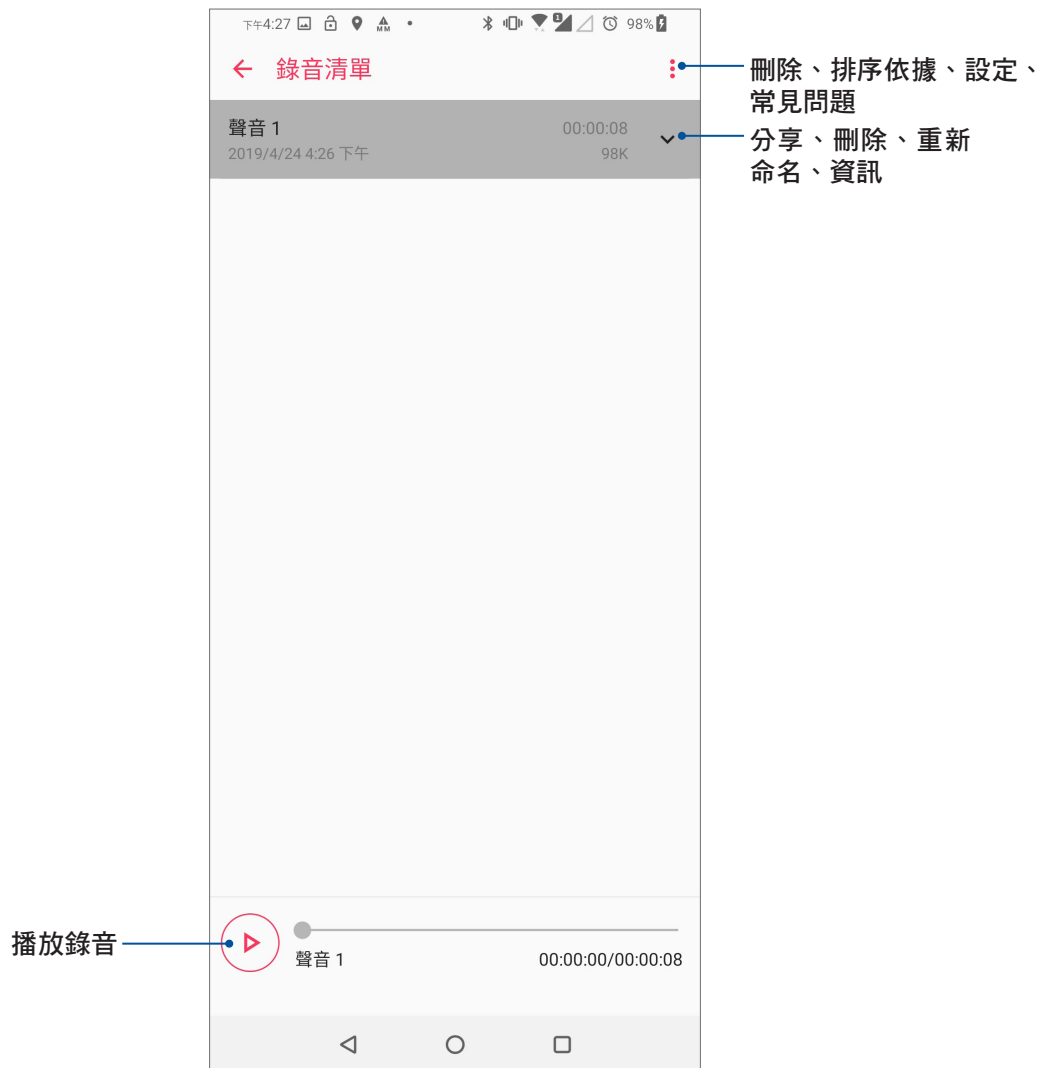 下午4:27 MM 1 98%
錄音清單
刪除、排序依據、設定、
常見問題
聲音 1 00:00:08
2019/4/24 4:26 下午 98K
分享、刪除、重新
命名、資訊
播放錄音
聲音 1 00:00:00/00:00:08